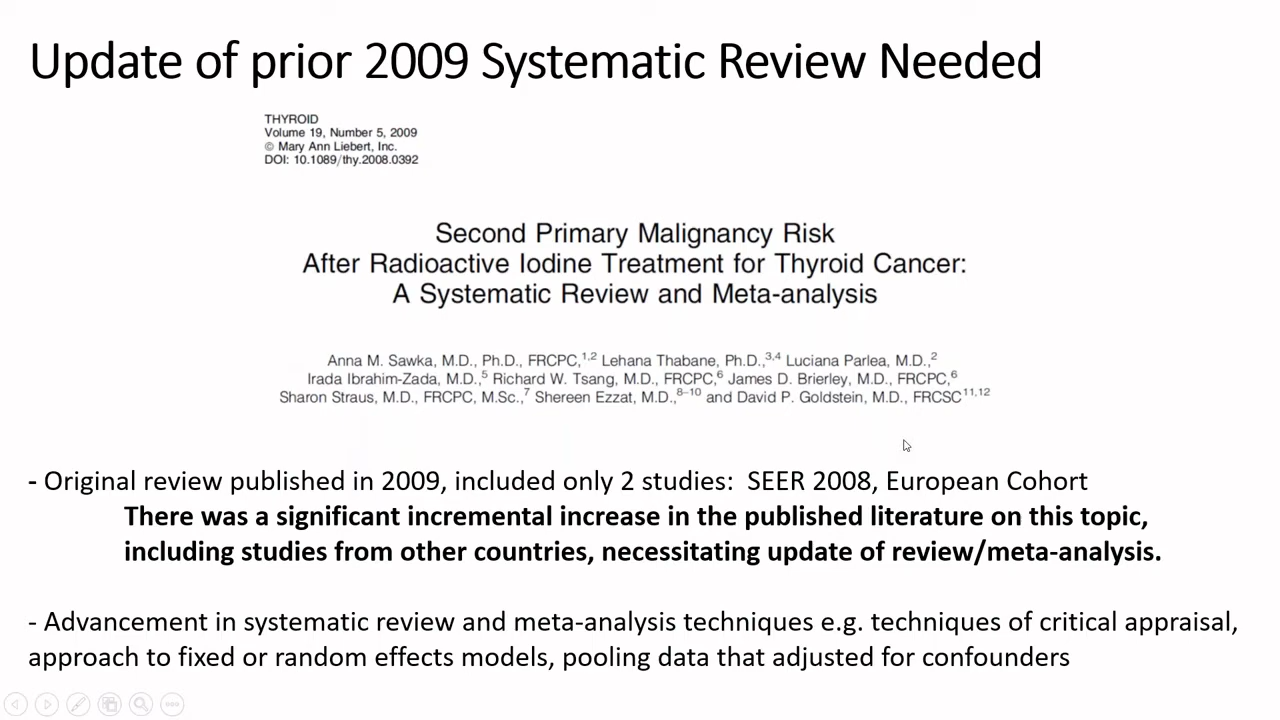 Update of prior 2009 Systematic Review Needed
THYROID
Volume 19, Number 5, 2009
© Mary Ann Liebert, Inc.
DOI: 10.1089/thy.2008.0392
Second Primary Malignancy Risk
After Radioactive Iodine Treatment for Thyroid Cancer:
A Systematic Review and Meta-analysis
Anna M. Sawka, M.D., Ph.D., FRCPC,1,2 Lehana Thabane, Ph.D.,3,4 Luciana Parlea, M.D.,2
Irada Ibrahim-Zada, M.D.,5 Richard W. Tsang, M.D., FRCPC,6 James D. Brierley, M.D., FRCPC,6
Sharon Straus, M.D., FRCPC, M.Sc.,7 Shereen Ezzat, M.D.,8–10 and David P. Goldstein, M.D., FRCSC11,12
- Original review published in 2009, included only 2 studies: SEER 2008, European Cohort
There was a significant incremental increase in the published literature on this topic,
including studies from other countries, necessitating update of review/meta-analysis.
- Advancement in systematic review and meta-analysis techniques e.g. techniques of critical appraisal,
approach to fixed or random effects models, pooling data that adjusted for confounders